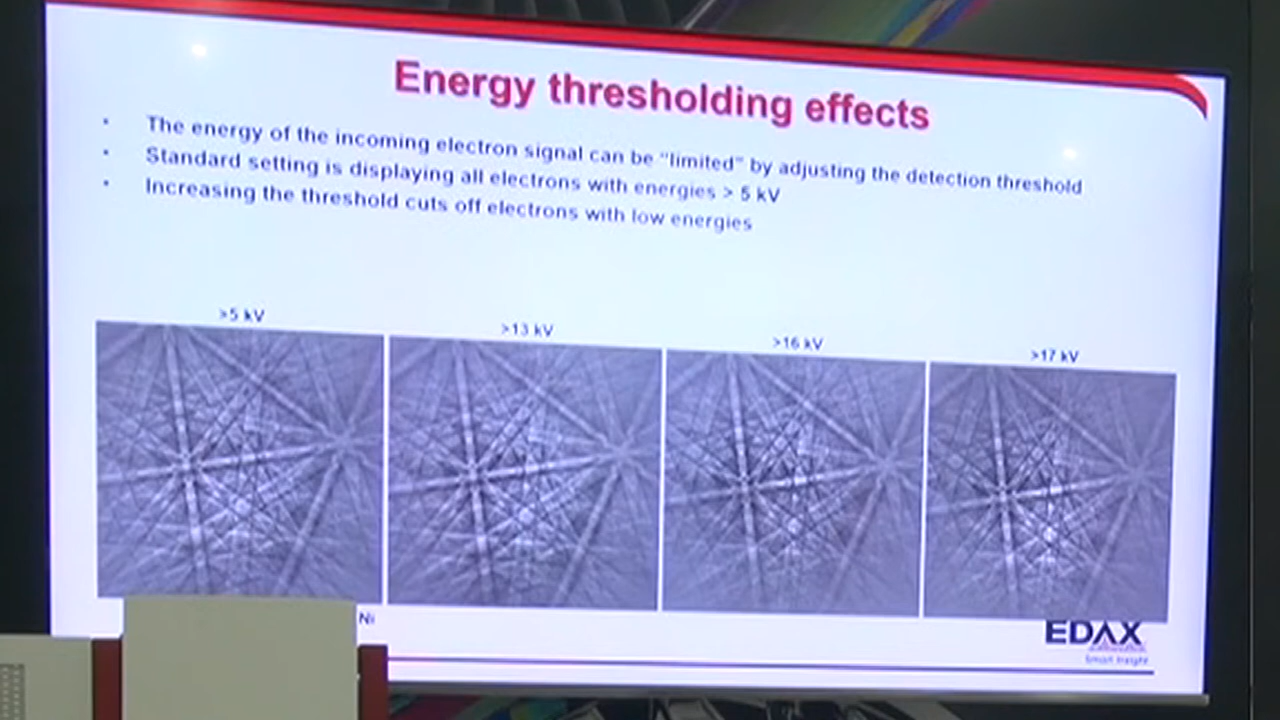 Energy thresholding effects
• The energy of the incoming electron signal can be "limited" by adjusting the detection threshold
• Standard setting is displaying all electrons with energies > 5 kV
• Increasing the threshold cuts off electrons with low energies
>5 kV
>13 kV
>16 kV
>17 kV
Ni
EDAX
Smart Insight